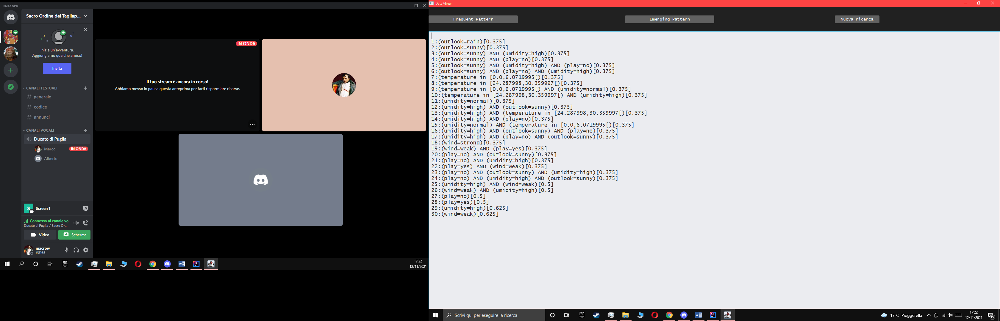 Discord
Sacro Ordine dei Tagliap...
Inizia un'avventura.
Aggiungiamo qualche amico!
Invita
CANALI TESTUALI
generale
codice
annunci
CANALI VOCALI
Ducato di Puglia
Marco IN ONDA
Alberto
S Screen 1
Connesso al canale vo
Ducato di Puglia / Sacro Or...
Video Schermo
macrow
#8165
IN ONDA
Il tuo stream è ancora in corso!
Abbiamo messo in pausa questa anteprima per farti risparmiare risorse.
EPIC GAMES
W
IJ
17:22
12/11/2021
DataMiner
Frequent Pattern Emerging Pattern Nuova ricerca
1:(outlook=rain)[0.375]
2:(outlook=sunny)[0.375]
3:(outlook=sunny) AND (umidity=high)[0.375]
4:(outlook=sunny) AND (play=no)[0.375]
5:(outlook=sunny) AND (umidity=high) AND (play=no)[0.375]
6:(outlook=sunny) AND (play=no) AND (umidity=high)[0.375]
7:(temperature in [0.0,6.0719995[)[0.375]
8:(temperature in [24.287998,30.359997[)[0.375]
9:(temperature in [0.0,6.0719995[) AND (umidity=normal)[0.375]
10:(temperature in [24.287998,30.359997[) AND (umidity=high)[0.375]
11:(umidity=normal)[0.375]
12:(umidity=high) AND (outlook=sunny)[0.375]
13:(umidity=high) AND (temperature in [24.287998,30.359997[)[0.375]
14:(umidity=high) AND (play=no)[0.375]
15:(umidity=normal) AND (temperature in [0.0,6.0719995[)[0.375]
16:(umidity=high) AND (outlook=sunny) AND (play=no)[0.375]
17:(umidity=high) AND (play=no) AND (outlook=sunny)[0.375]
18:(wind=strong)[0.375]
19:(wind=weak) AND (play=yes)[0.375]
20:(play=no) AND (outlook=sunny)[0.375]
21:(play=no) AND (umidity=high)[0.375]
22:(play=yes) AND (wind=weak)[0.375]
23:(play=no) AND (outlook=sunny) AND (umidity=high)[0.375]
24:(play=no) AND (umidity=high) AND (outlook=sunny)[0.375]
25:(umidity=high) AND (wind=weak)[0.5]
26:(wind=weak) AND (umidity=high)[0.5]
27:(play=no)[0.5]
28:(play=yes)[0.5]
29:(umidity=high)[0.625]
30:(wind=weak)[0.625]
Scrivi qui per eseguire la ricerca
EPIC GAMES
W
IJ
17°C Pioggerella
17:22
12/11/2021
15